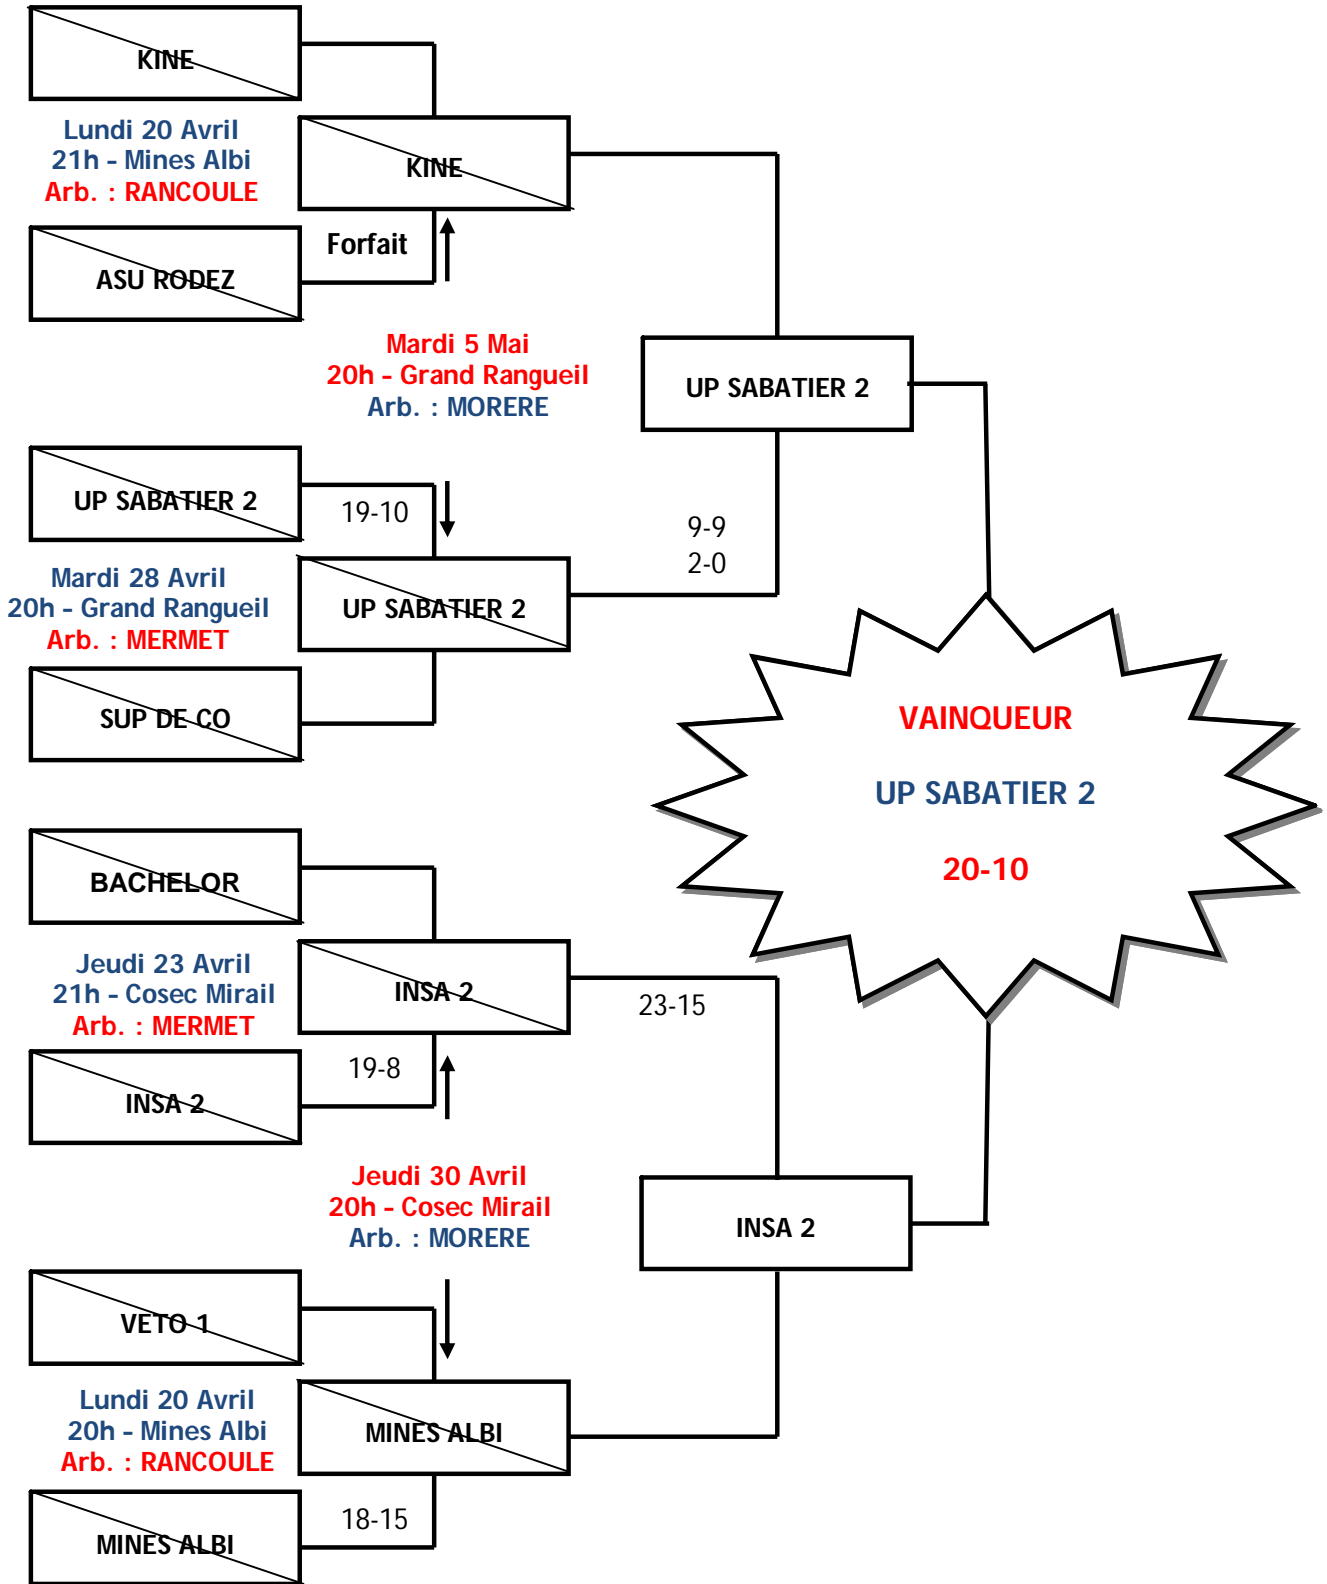 KINE
Lundi 20 Avril
21h - Mines Albi
Arb. : RANCOULE
KINE
ASU RODEZ
Forfait
Mardi 5 Mai
20h - Grand Rangueil
Arb. : MORERE
UP SABATIER 2
UP SABATIER 2
19-10
9-9
2-0
Mardi 28 Avril
20h - Grand Rangueil
Arb. : MERMET
UP SABATIER 2
SUP DE CO
VAINQUEUR
UP SABATIER 2
20-10
BACHELOR
Jeudi 23 Avril
21h - Cosec Mirail
Arb. : MERMET
INSA 2
23-15
INSA 2
19-8
Jeudi 30 Avril
20h - Cosec Mirail
Arb. : MORERE
INSA 2
VETO 1
Lundi 20 Avril
20h - Mines Albi
Arb. : RANCOULE
MINES ALBI
MINES ALBI
18-15